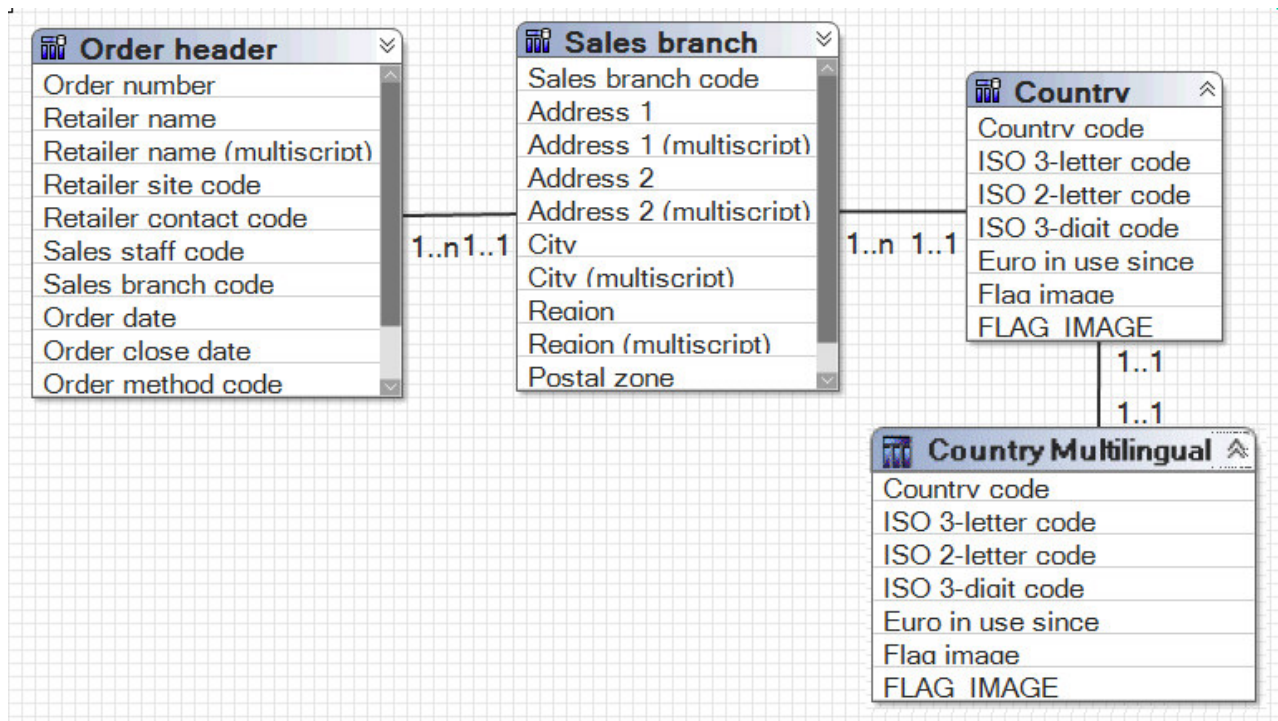 Order header
Order number
Retailer name
Retailer name (multiscript)
Retailer site code
Retailer contact code
Sales staff code
Sales branch code
Order date
Order close date
Order method code
1..n 1..1
Sales branch
Sales branch code
Address 1
Address 1 (multiscript)
Address 2
Address 2 (multiscript)
City
City (multiscript)
Region
Region (multiscript)
Postal zone
1..n 1..1
Country
Country code
ISO 3-letter code
ISO 2-letter code
ISO 3-digit code
Euro in use since
Flag image
FLAG_IMAGE
1..1
1..1
Country Multilingual
Country code
ISO 3-letter code
ISO 2-letter code
ISO 3-digit code
Euro in use since
Flag image
FLAG_IMAGE